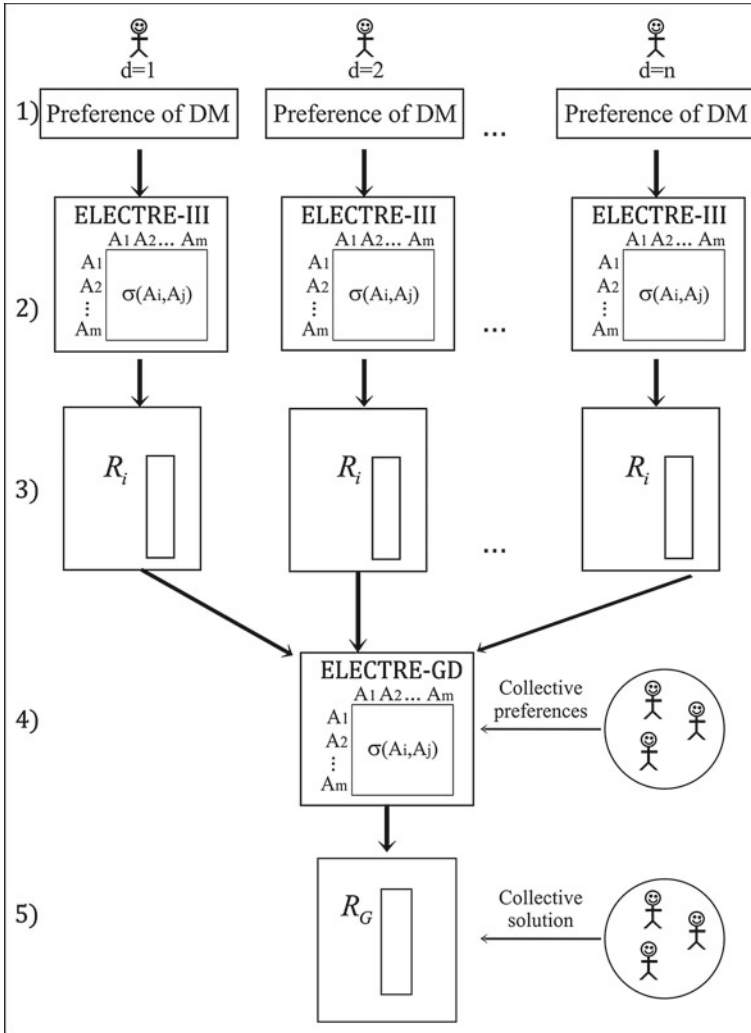 d=1 d=2 d=n
1) Preference of DM Preference of DM ... Preference of DM
ELECTRE-III ELECTRE-III ELECTRE-III
A1 A2... Am A1 A2... Am A1 A2... Am
A1 A1 A1
2) A2 σ(Ai,Aj) A2 σ(Ai,Aj) ... A2 σ(Ai,Aj)
⋮ ⋮ ⋮
Am Am Am
3) Ri Ri ... Ri
ELECTRE-GD
A1 A2... Am
A1
4) A2 σ(Ai,Aj)
⋮
Am
Collective
preferences
5) RG
Collective
solution